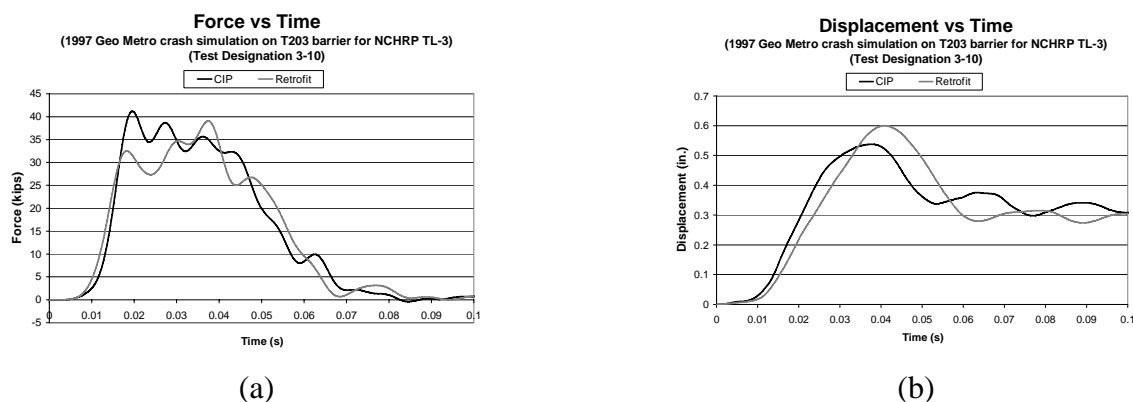 Force vs Time
(1997 Geo Metro crash simulation on T203 barrier for NCHRP TL-3)
(Test Designation 3-10)
CIP Retrofit
45
40
35
30
25
20
15
10
5
0
-5
Force (kips)
0 0.01 0.02 0.03 0.04 0.05 0.06 0.07 0.08 0.09 0.1
Time (s)
(a)
Displacement vs Time
(1997 Geo Metro crash simulation on T203 barrier for NCHRP TL-3)
(Test Designation 3-10)
CIP Retrofit
0.7
0.6
0.5
0.4
0.3
0.2
0.1
0
Displacement (in.)
0 0.01 0.02 0.03 0.04 0.05 0.06 0.07 0.08 0.09 0.1
Time (s)
(b)